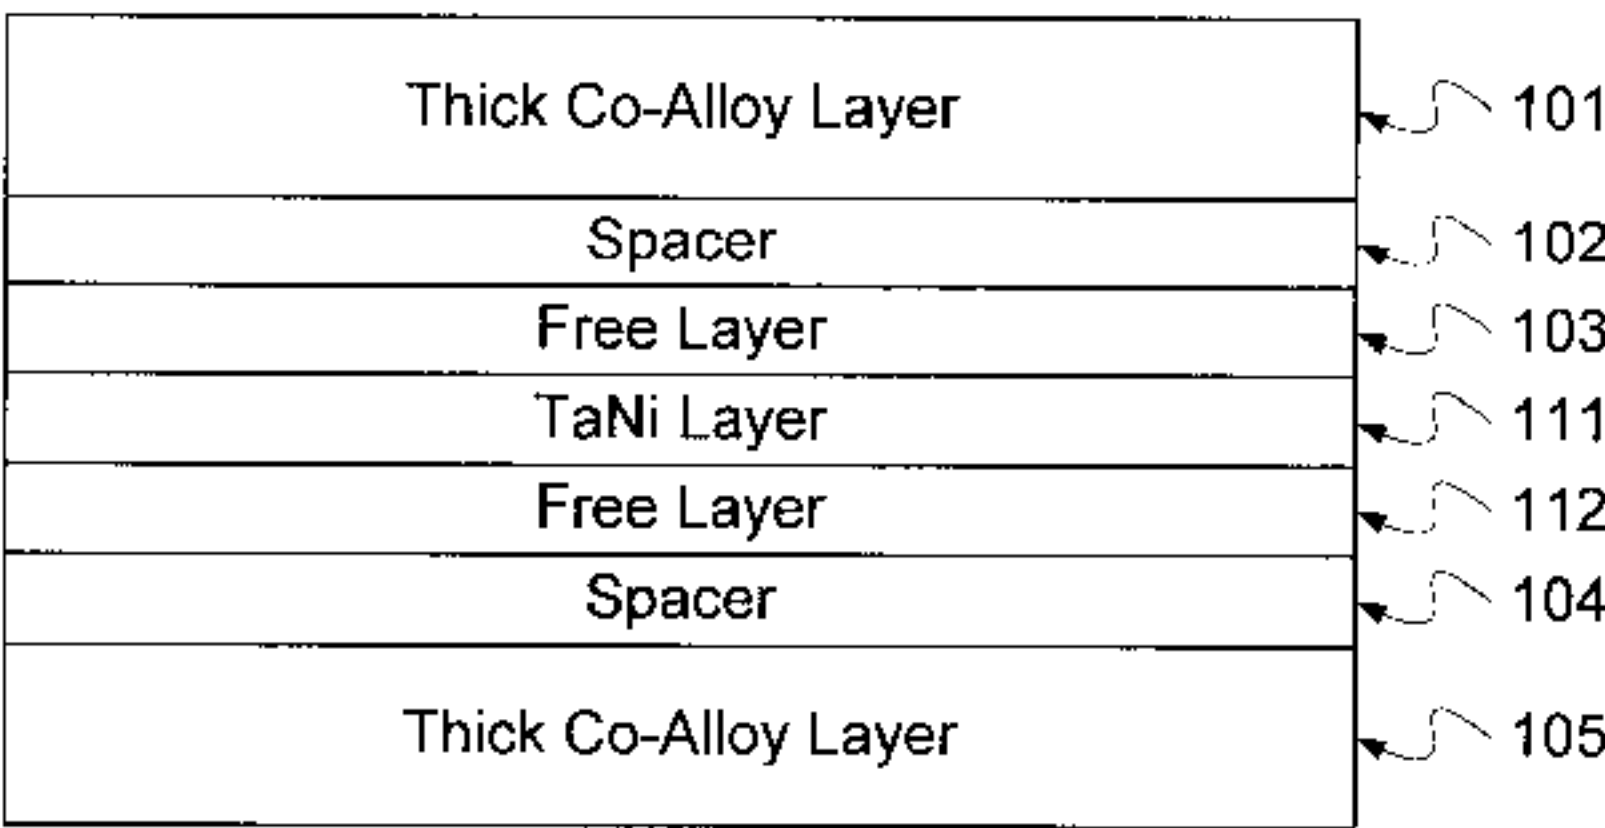 Thick Co-Alloy Layer 101
Spacer 102
Free Layer 103
TaNi Layer 111
Free Layer 112
Spacer 104
Thick Co-Alloy Layer 105